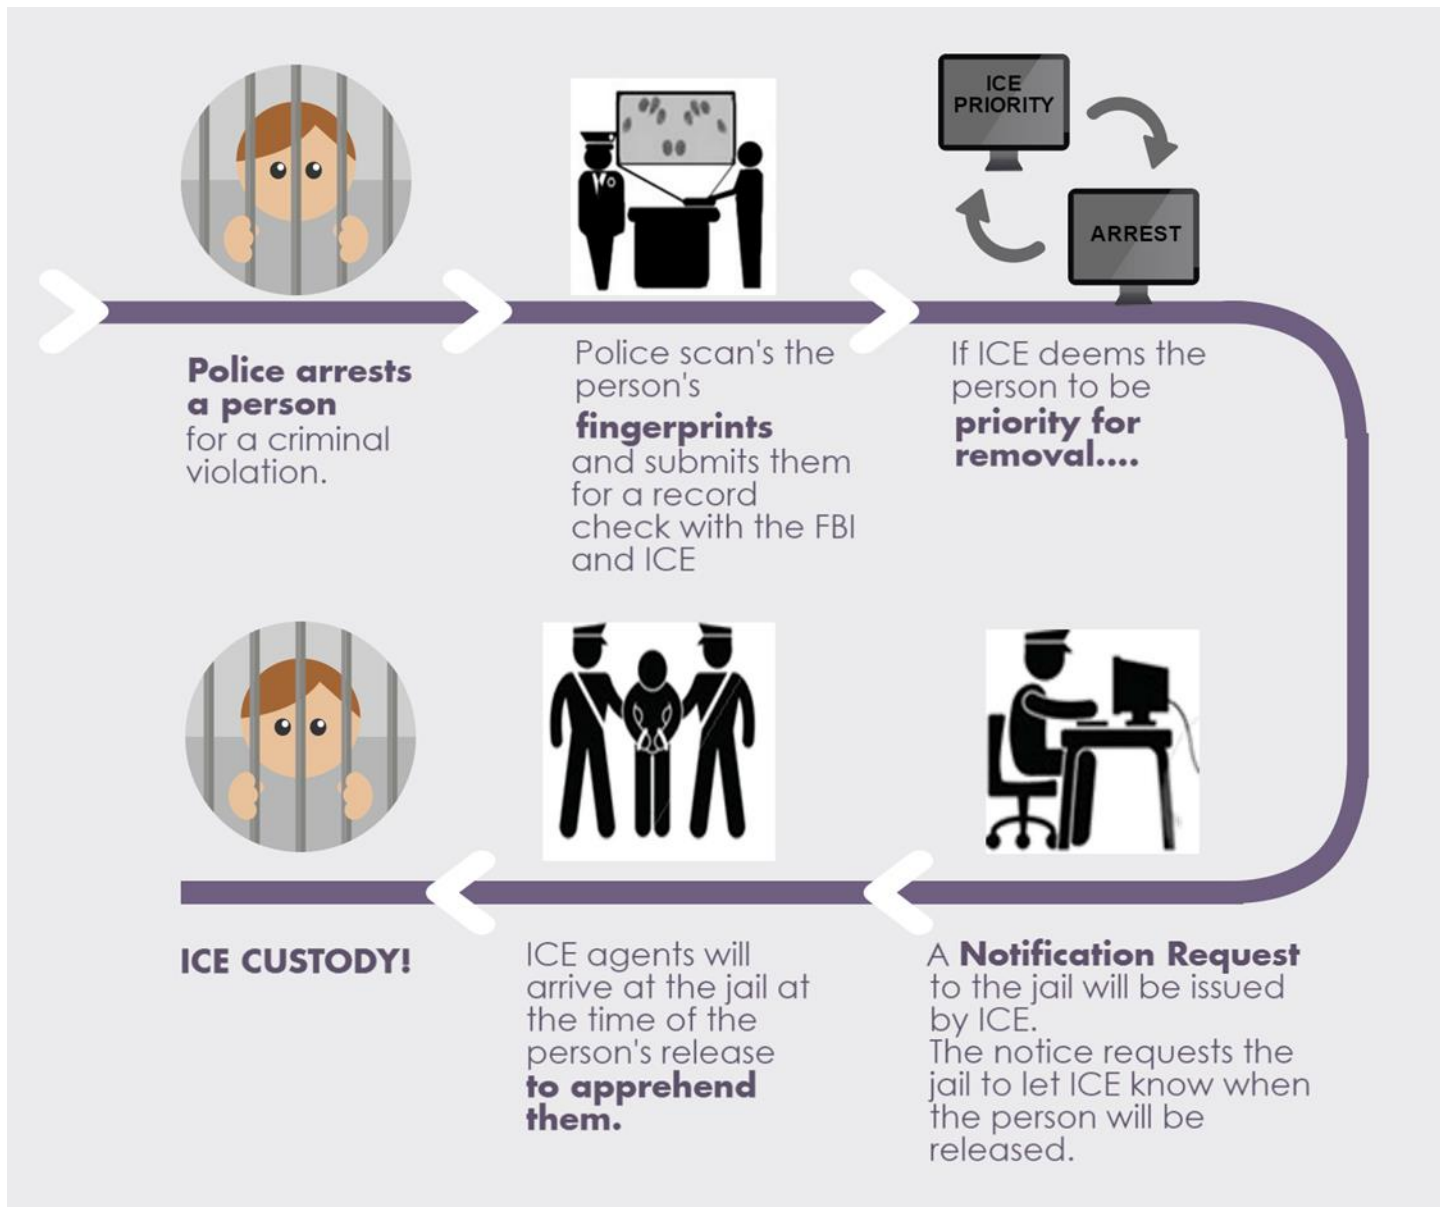 ICE
PRIORITY
ARREST
Police arrests
a person
for a criminal
violation.
Police scan's the
person's
fingerprints
and submits them
for a record
check with the FBI
and ICE
If ICE deems the
person to be
priority for
removal....
A Notification Request
to the jail will be issued
by ICE.
The notice requests the
jail to let ICE know when
the person will be
released.
ICE agents will
arrive at the jail at
the time of the
person's release
to apprehend
them.
ICE CUSTODY!